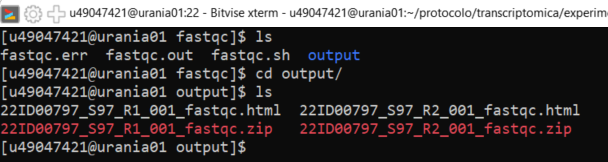 u49047421@urania01:22 - Bitvise xterm - u49047421@urania01:~/protocolo/transcriptomica/experim
[u49047421@urania01 fastqc]$ ls
fastqc.err  fastqc.out  fastqc.sh  output
[u49047421@urania01 fastqc]$ cd output/
[u49047421@urania01 output]$ ls
22ID00797_S97_R1_001_fastqc.html  22ID00797_S97_R2_001_fastqc.html
22ID00797_S97_R1_001_fastqc.zip   22ID00797_S97_R2_001_fastqc.zip
[u49047421@urania01 output]$